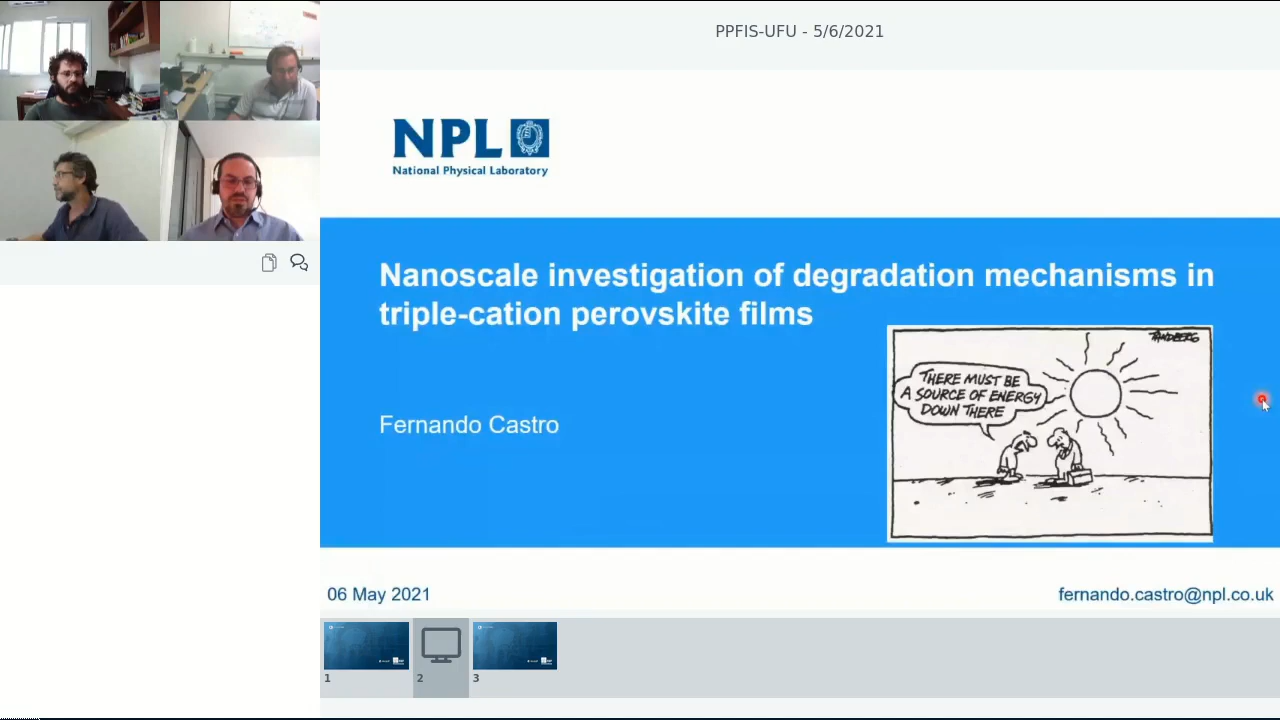 PPFIS-UFU - 5/6/2021
NPL
National Physical Laboratory
Nanoscale investigation of degradation mechanisms in
triple-cation perovskite films
THERE MUST BE
A SOURCE OF ENERGY
DOWN THERE
Fernando Castro
06 May 2021
fernando.castro@npl.co.uk
1
2
3